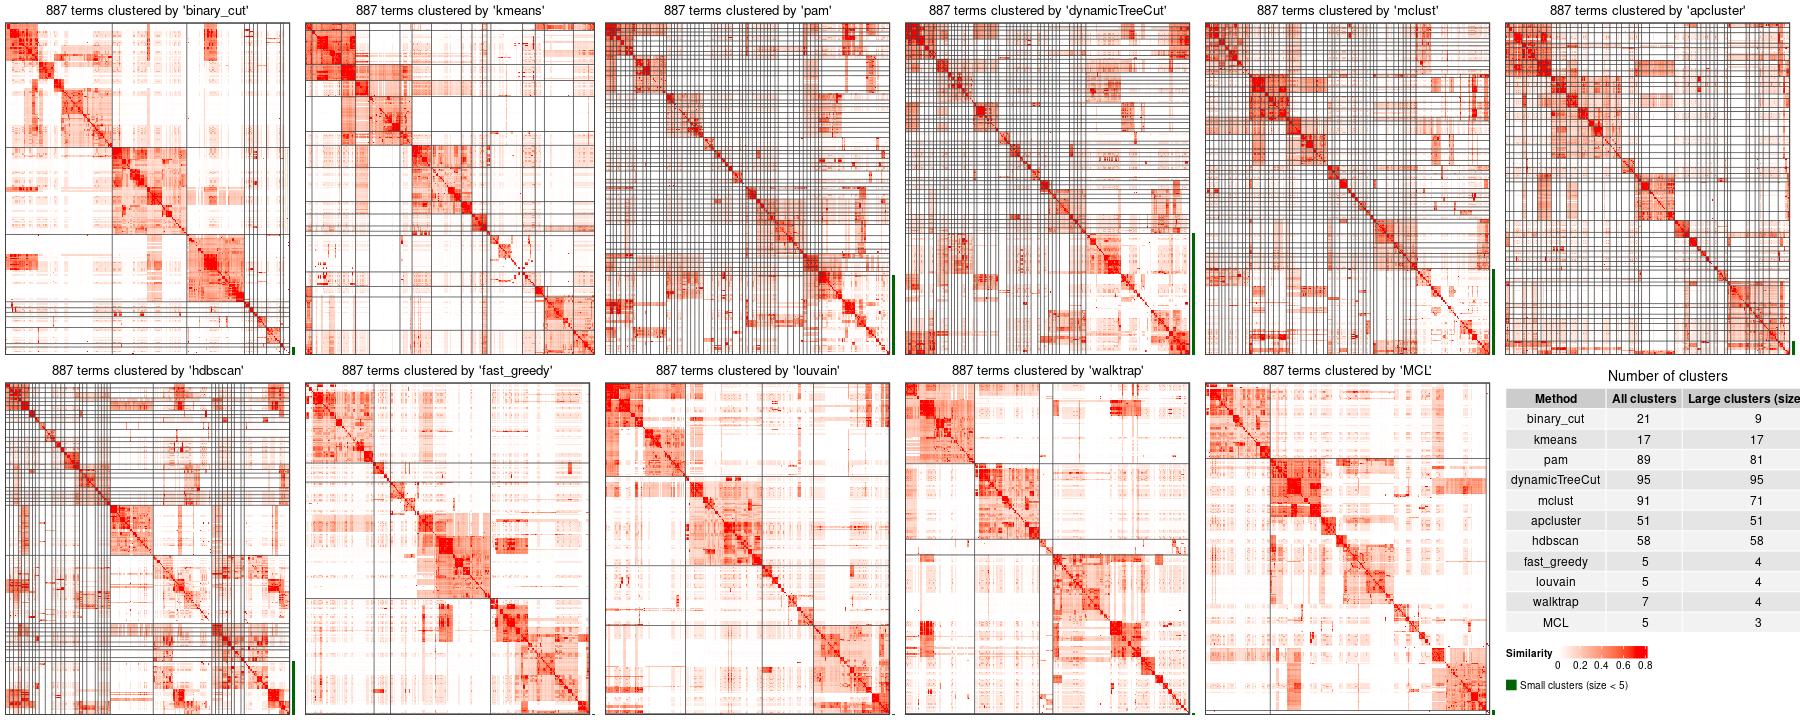 887 terms clustered by 'binary_cut'
887 terms clustered by 'kmeans'
887 terms clustered by 'pam'
887 terms clustered by 'dynamicTreeCut'
887 terms clustered by 'mclust'
887 terms clustered by 'apcluster'
887 terms clustered by 'hdbscan'
887 terms clustered by 'fast_greedy'
887 terms clustered by 'louvain'
887 terms clustered by 'walktrap'
887 terms clustered by 'MCL'
Number of clusters
Method All clusters Large clusters (size
binary_cut 21 9
kmeans 17 17
pam 89 81
dynamicTreeCut 95 95
mclust 91 71
apcluster 51 51
hdbscan 58 58
fast_greedy 5 4
louvain 5 4
walktrap 7 4
MCL 5 3
Similarity
0 0.2 0.4 0.6 0.8
Small clusters (size < 5)